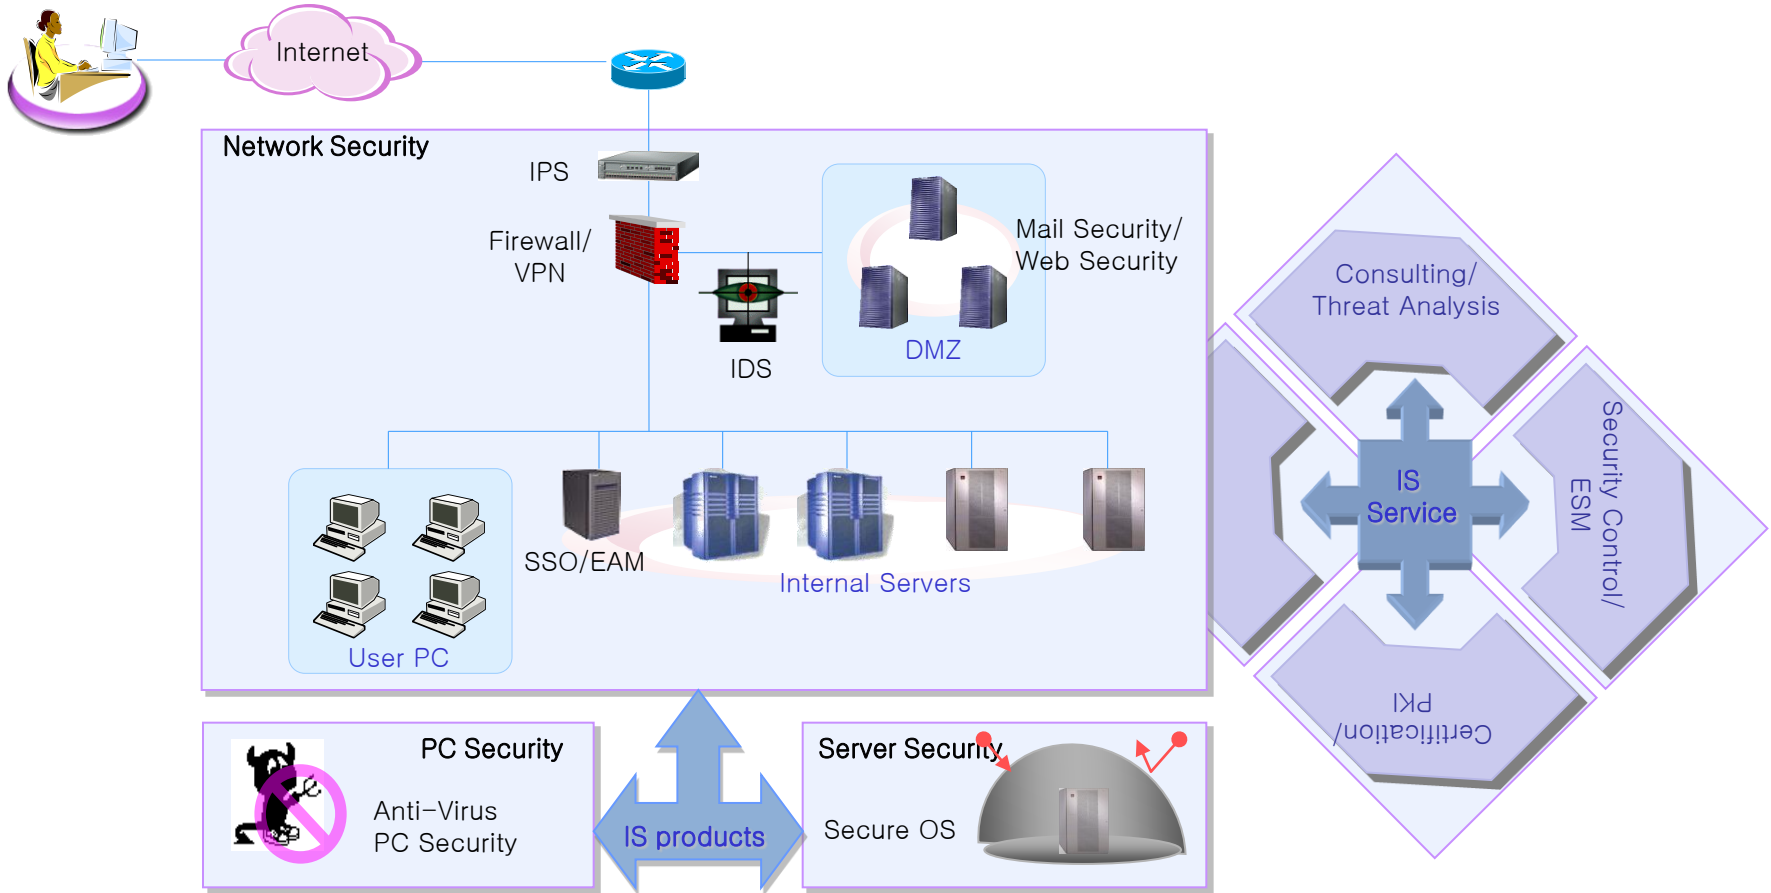 Internet
Network Security
IPS
Firewall/
VPN
Mail Security/
Web Security
DMZ
IDS
SSO/EAM
Internal Servers
User PC
PC Security
Anti-Virus
PC Security
IS products
Server Security
Secure OS
Consulting/
Threat Analysis
Security Control/
ESM
IS
Service
Certification/
PKI